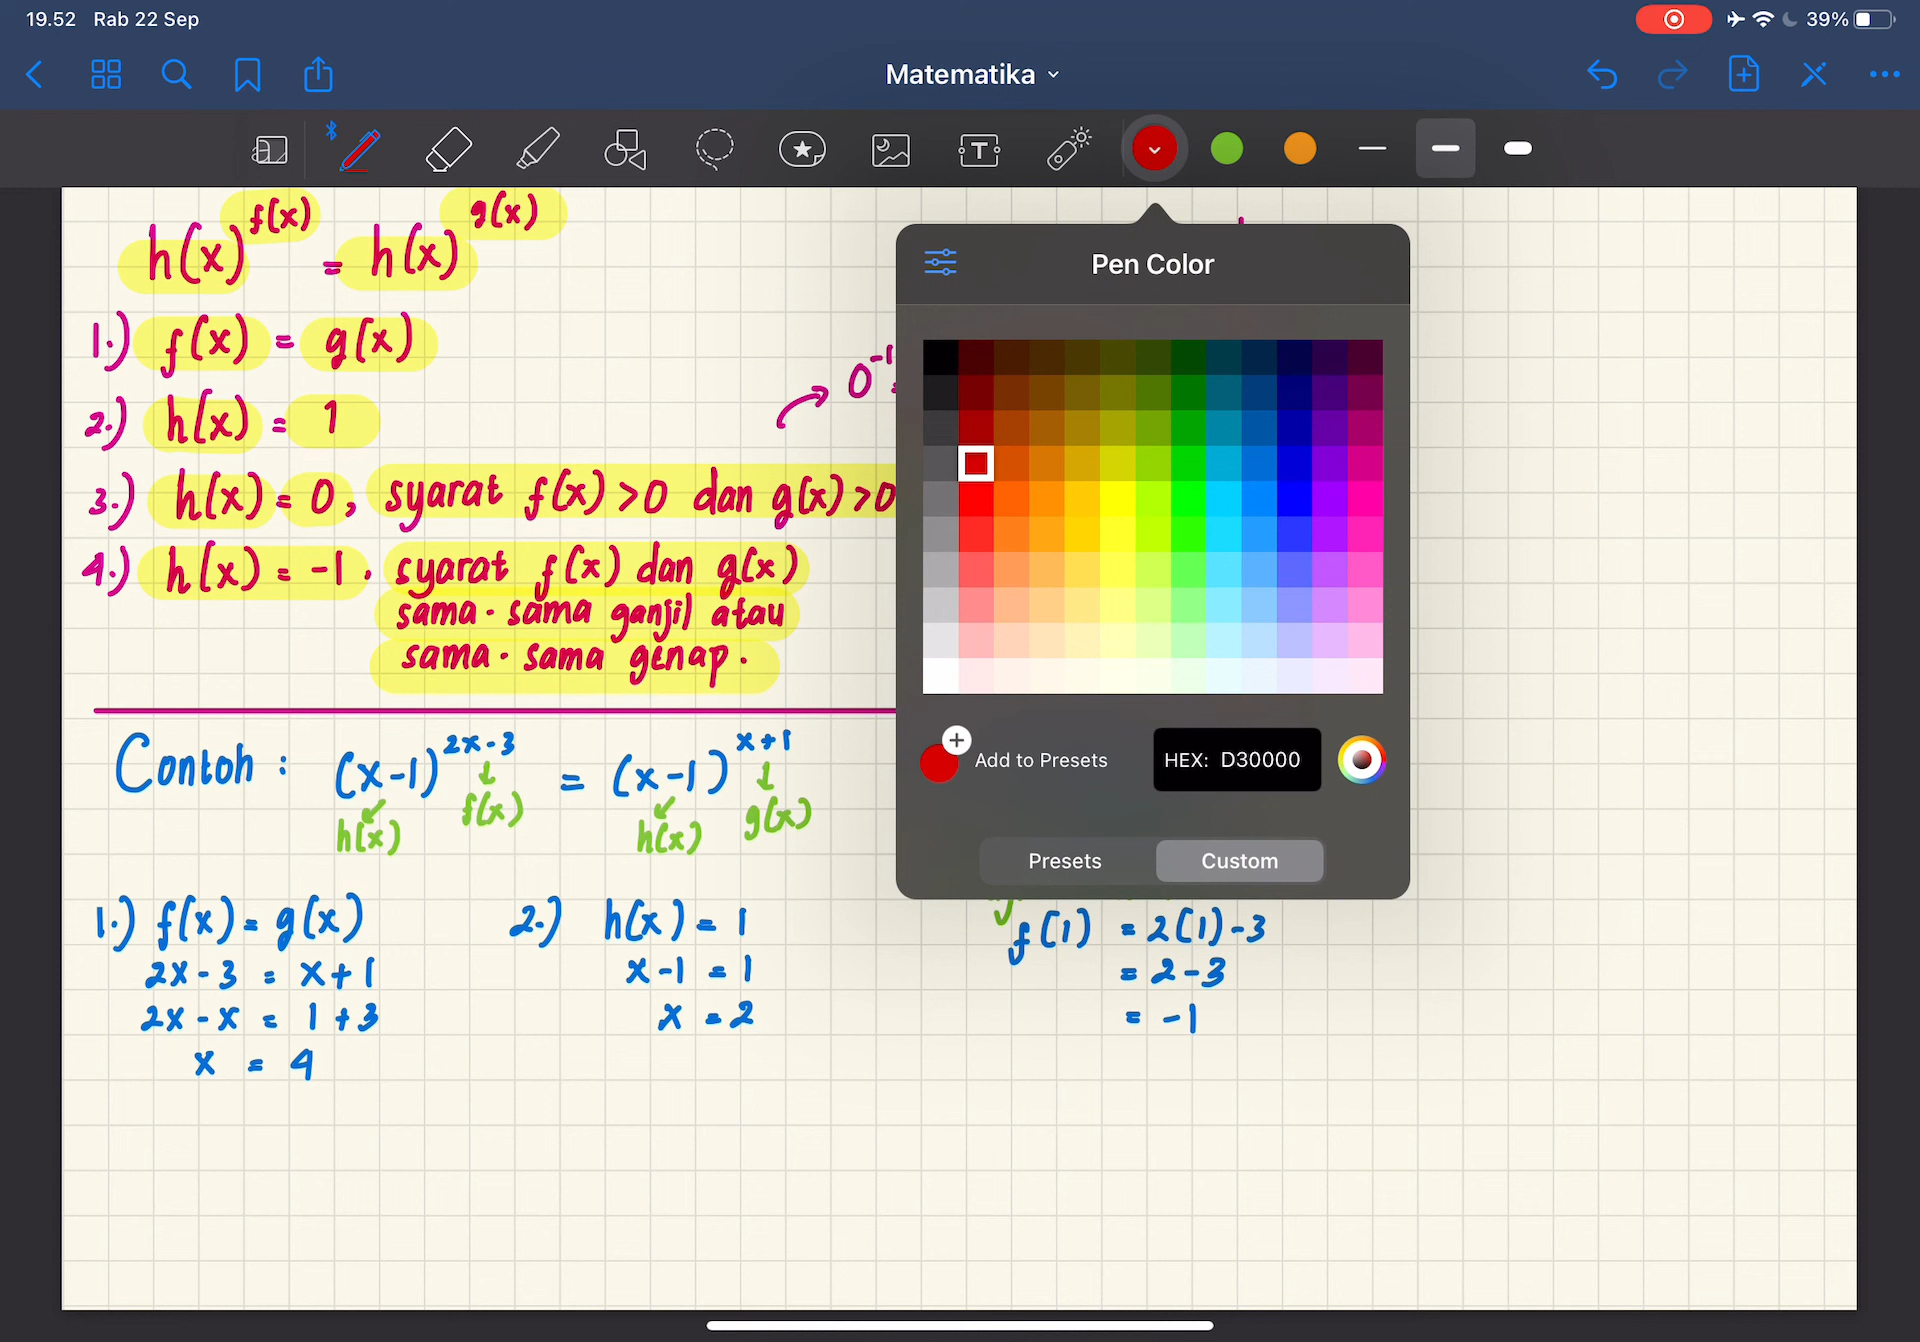 19.52 Rab 22 Sep
39%
Matematika
h(x)^f(x) = h(x)^g(x)
1.) f(x) = g(x)
2.) h(x) = 1
0^-1
3.) h(x) = 0, syarat f(x) >0 dan g(x) >0
4.) h(x) = -1. syarat f(x) dan g(x)
sama-sama ganjil atau
sama-sama genap.
Pen Color
Add to Presets
HEX: D30000
Presets Custom
Contoh : (x-1)^2x-3 = (x-1)^x+1
h(x) f(x) h(x) g(x)
1.) f(x) = g(x)
2x - 3 = x + 1
2x - x = 1 + 3
x = 4
2.) h(x) = 1
x - 1 = 1
x = 2
f(1) = 2(1)-3
= 2-3
= -1